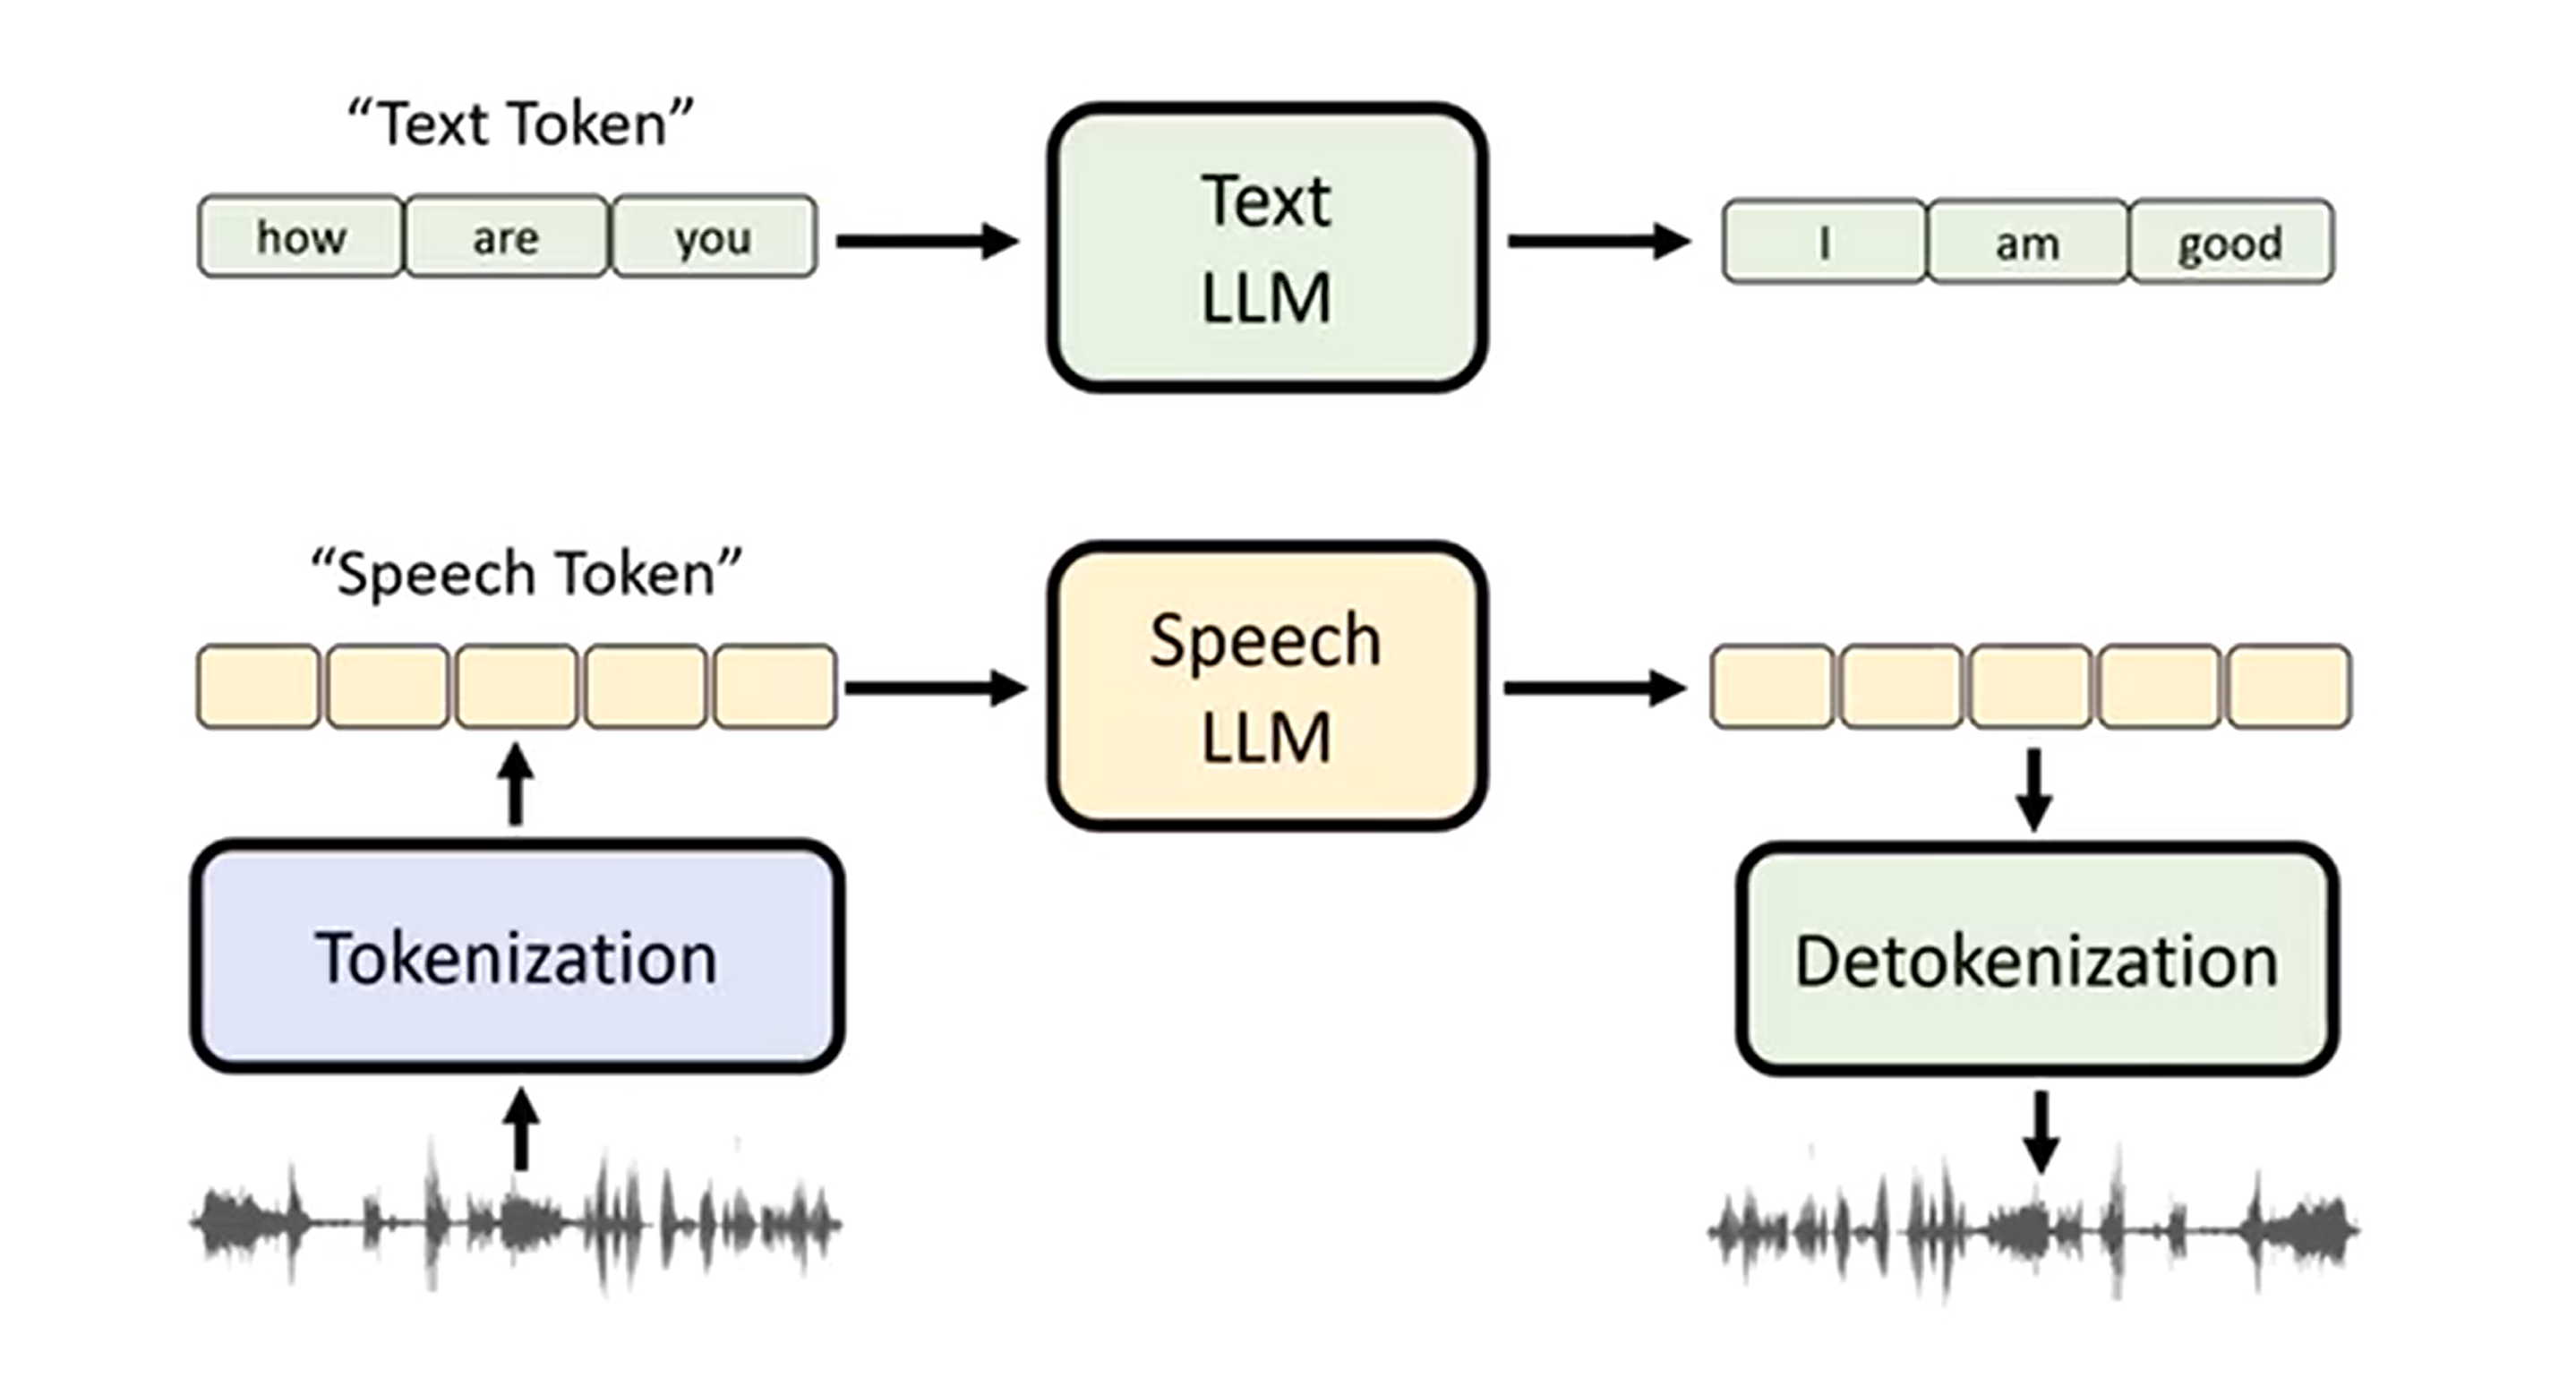 “Text Token”
how are you
Text
LLM
I am good
“Speech Token”
Speech
LLM
Tokenization
Detokenization